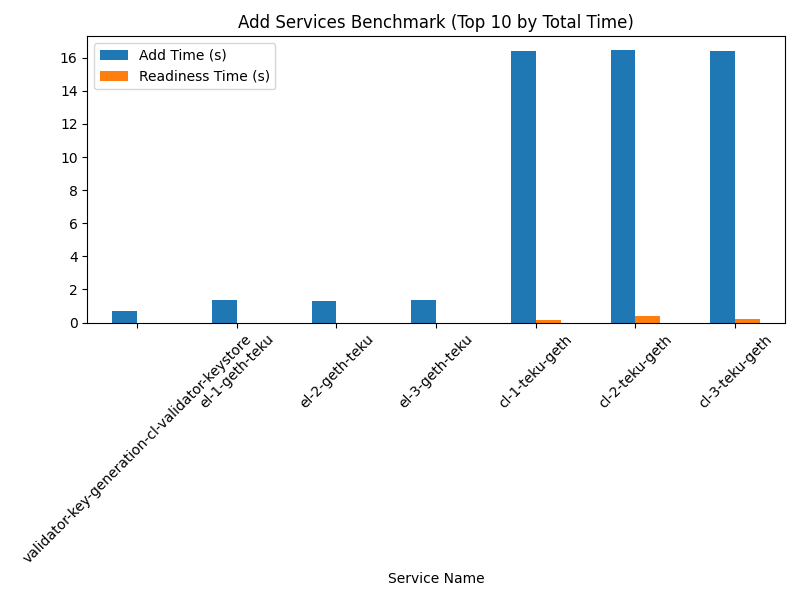 Add Services Benchmark (Top 10 by Total Time)
Add Time (s)
Readiness Time (s)
16
14
12
10
8
6
4
2
0
validator-key-generation-cl-validator-keystore
el-1-geth-teku
el-2-geth-teku
el-3-geth-teku
cl-1-teku-geth
cl-2-teku-geth
cl-3-teku-geth
Service Name